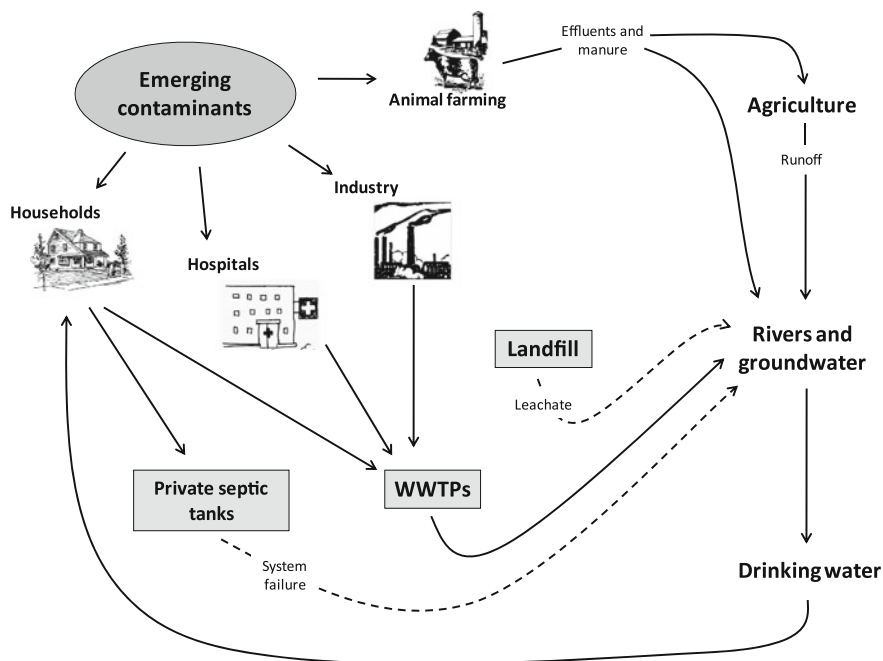 Effluents and
manure
Emerging
contaminants
Animal farming
Agriculture
Runoff
Industry
Households
Hospitals
Rivers and
groundwater
Landfill
Leachate
Private septic
tanks
WWTPs
System
failure
Drinking water